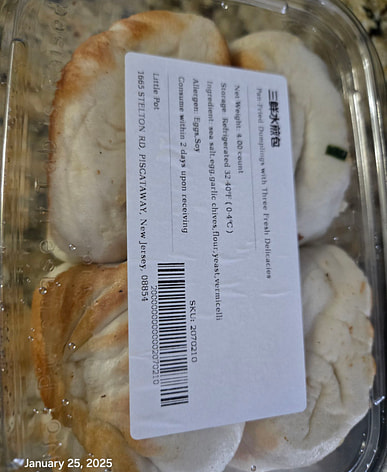 三鲜水煎包
Pan-Fried Dumplings with Three Fresh Delicacies
Net Weight: 4.00 count
Storage: Refrigerated 32-40°F ( 0-4°C)
Ingredient: sea salt,egg,garlic chives,flour,yeast,vermicelli
Allergen: Eggs,Soy
Consume within 2 days upon receiving
Little Pot
1665 STELTON RD, PISCATAWAY, New Jersey, 08854
SKU: 2070210
January 25, 2025